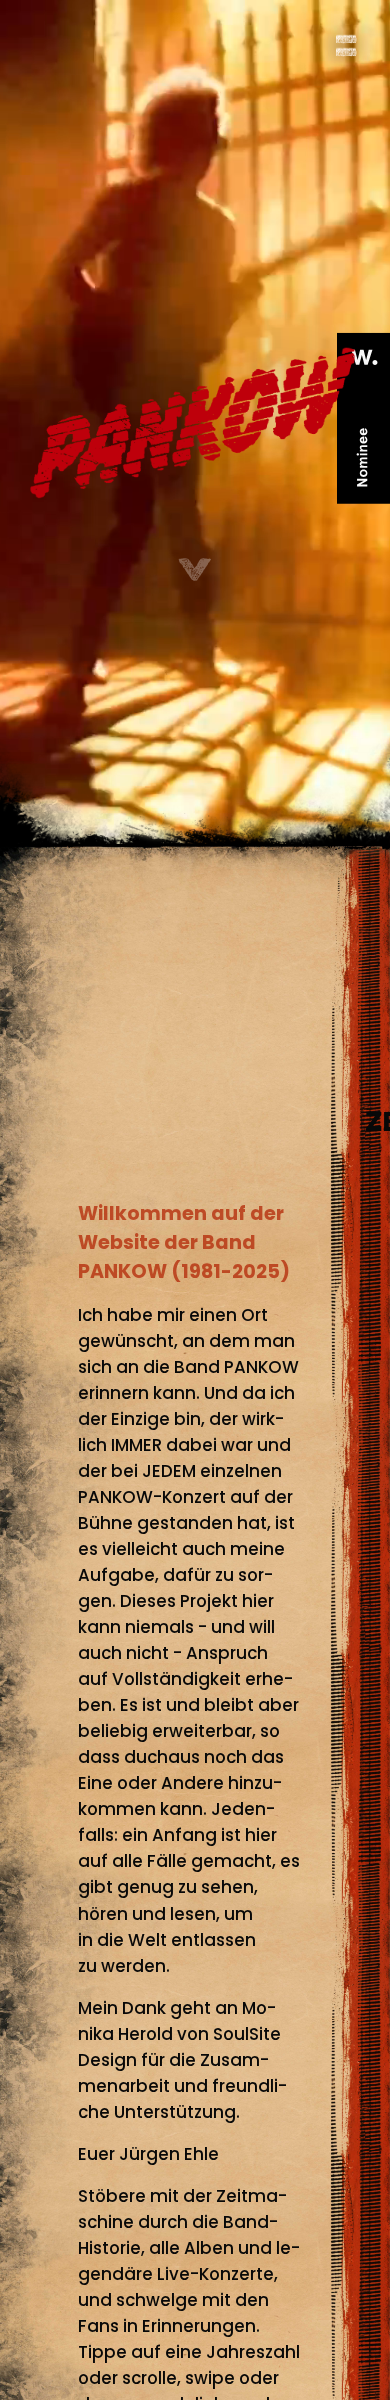 W.
PANKOW
Nominee
ZE
Willkommen auf der
Website der Band
PANKOW (1981-2025)
Ich habe mir einen Ort
gewünscht, an dem man
sich an die Band PANKOW
erinnern kann. Und da ich
der Einzige bin, der wirk-
lich IMMER dabei war und
der bei JEDEM einzelnen
PANKOW-Konzert auf der
Bühne gestanden hat, ist
es vielleicht auch meine
Aufgabe, dafür zu sor-
gen. Dieses Projekt hier
kann niemals - und will
auch nicht - Anspruch
auf Vollständigkeit erhe-
ben. Es ist und bleibt aber
beliebig erweiterbar, so
dass duchaus noch das
Eine oder Andere hinzu-
kommen kann. Jeden-
falls: ein Anfang ist hier
auf alle Fälle gemacht, es
gibt genug zu sehen,
hören und lesen, um
in die Welt entlassen
zu werden.
Mein Dank geht an Mo-
nika Herold von SoulSite
Design für die Zusam-
menarbeit und freundli-
che Unterstützung.
Euer Jürgen Ehle
Stöbere mit der Zeitma-
schine durch die Band-
Historie, alle Alben und le-
gendäre Live-Konzerte,
und schwelge mit den
Fans in Erinnerungen.
Tippe auf eine Jahreszahl
oder scrolle, swipe oder